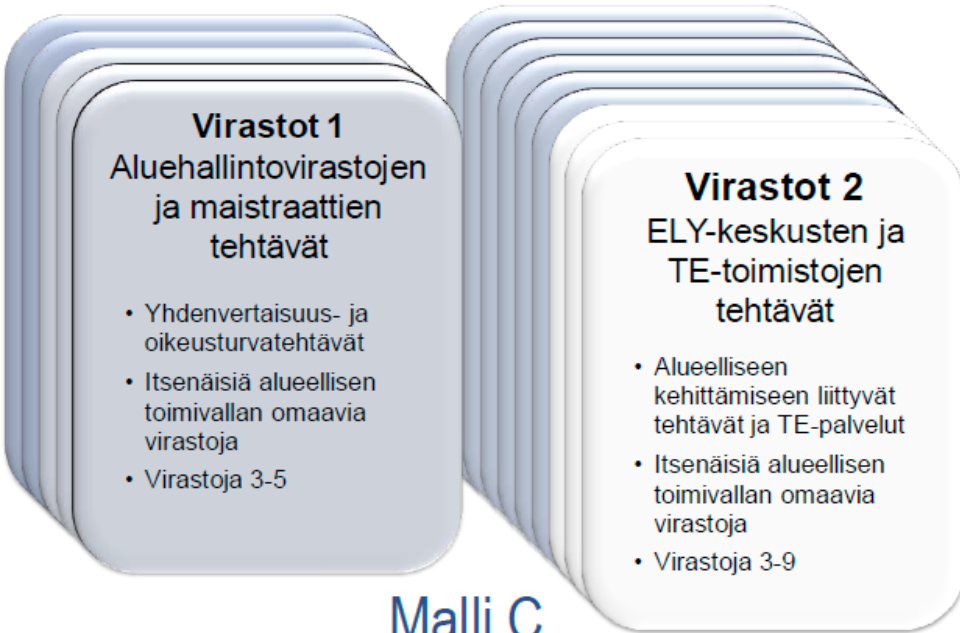 Virastot 1
Aluehallintovirastojen
ja maistraattien
tehtävät
• Yhdenvertaisuus- ja
oikeusturvatehtävät
• Itsenäisiä alueellisen
toimivallan omaavia
virastoja
• Virastoja 3-5
Virastot 2
ELY-keskusten ja
TE-toimistojen
tehtävät
• Alueelliseen
kehittämiseen liittyvät
tehtävät ja TE-palvelut
• Itsenäisiä alueellisen
toimivallan omaavia
virastoja
• Virastoja 3-9
Malli C